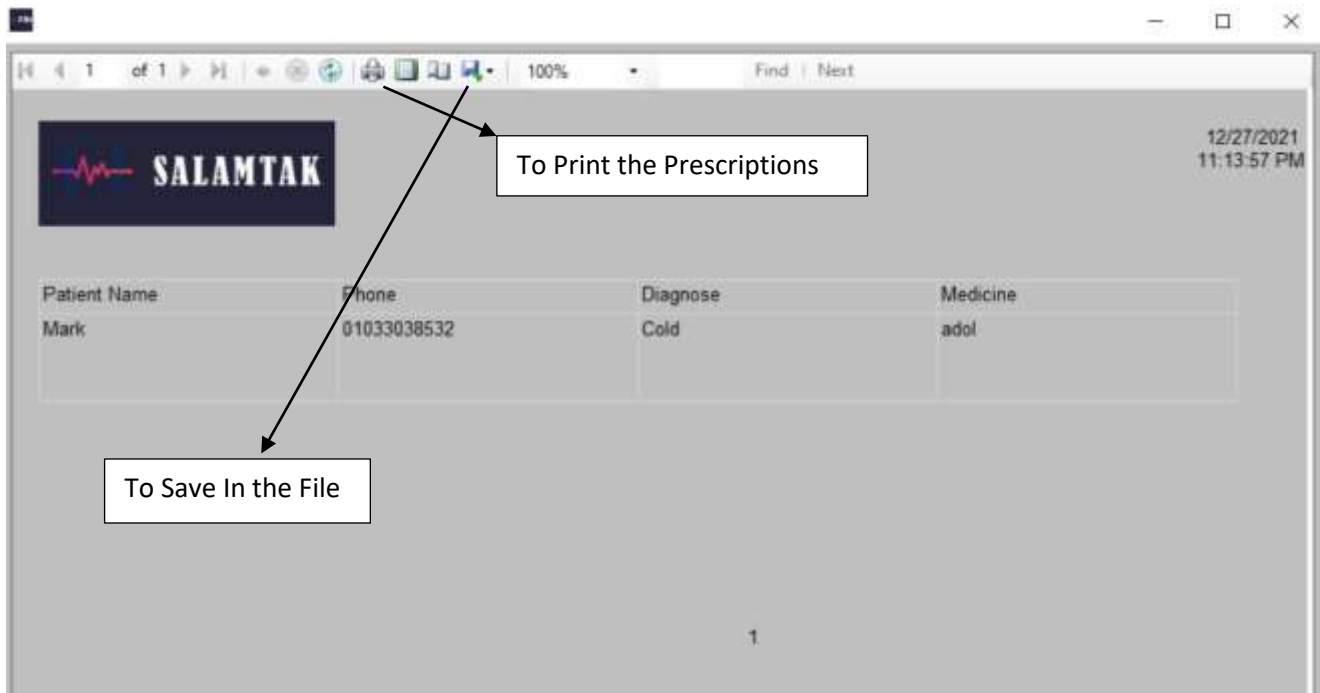 1 of 1 100% Find | Next
SALAMTAK
12/27/2021
11:13:57 PM
To Print the Prescriptions
Patient Name Phone Diagnose Medicine
Mark 01033038532 Cold adol
To Save In the File
1